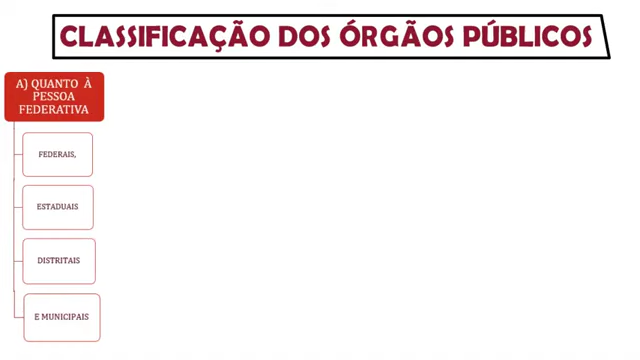 CLASSIFICAÇÃO DOS ÓRGÃOS PÚBLICOS
A) QUANTO À
PESSOA
FEDERATIVA
FEDERAIS,
ESTADUAIS
DISTRITAIS
E MUNICIPAIS